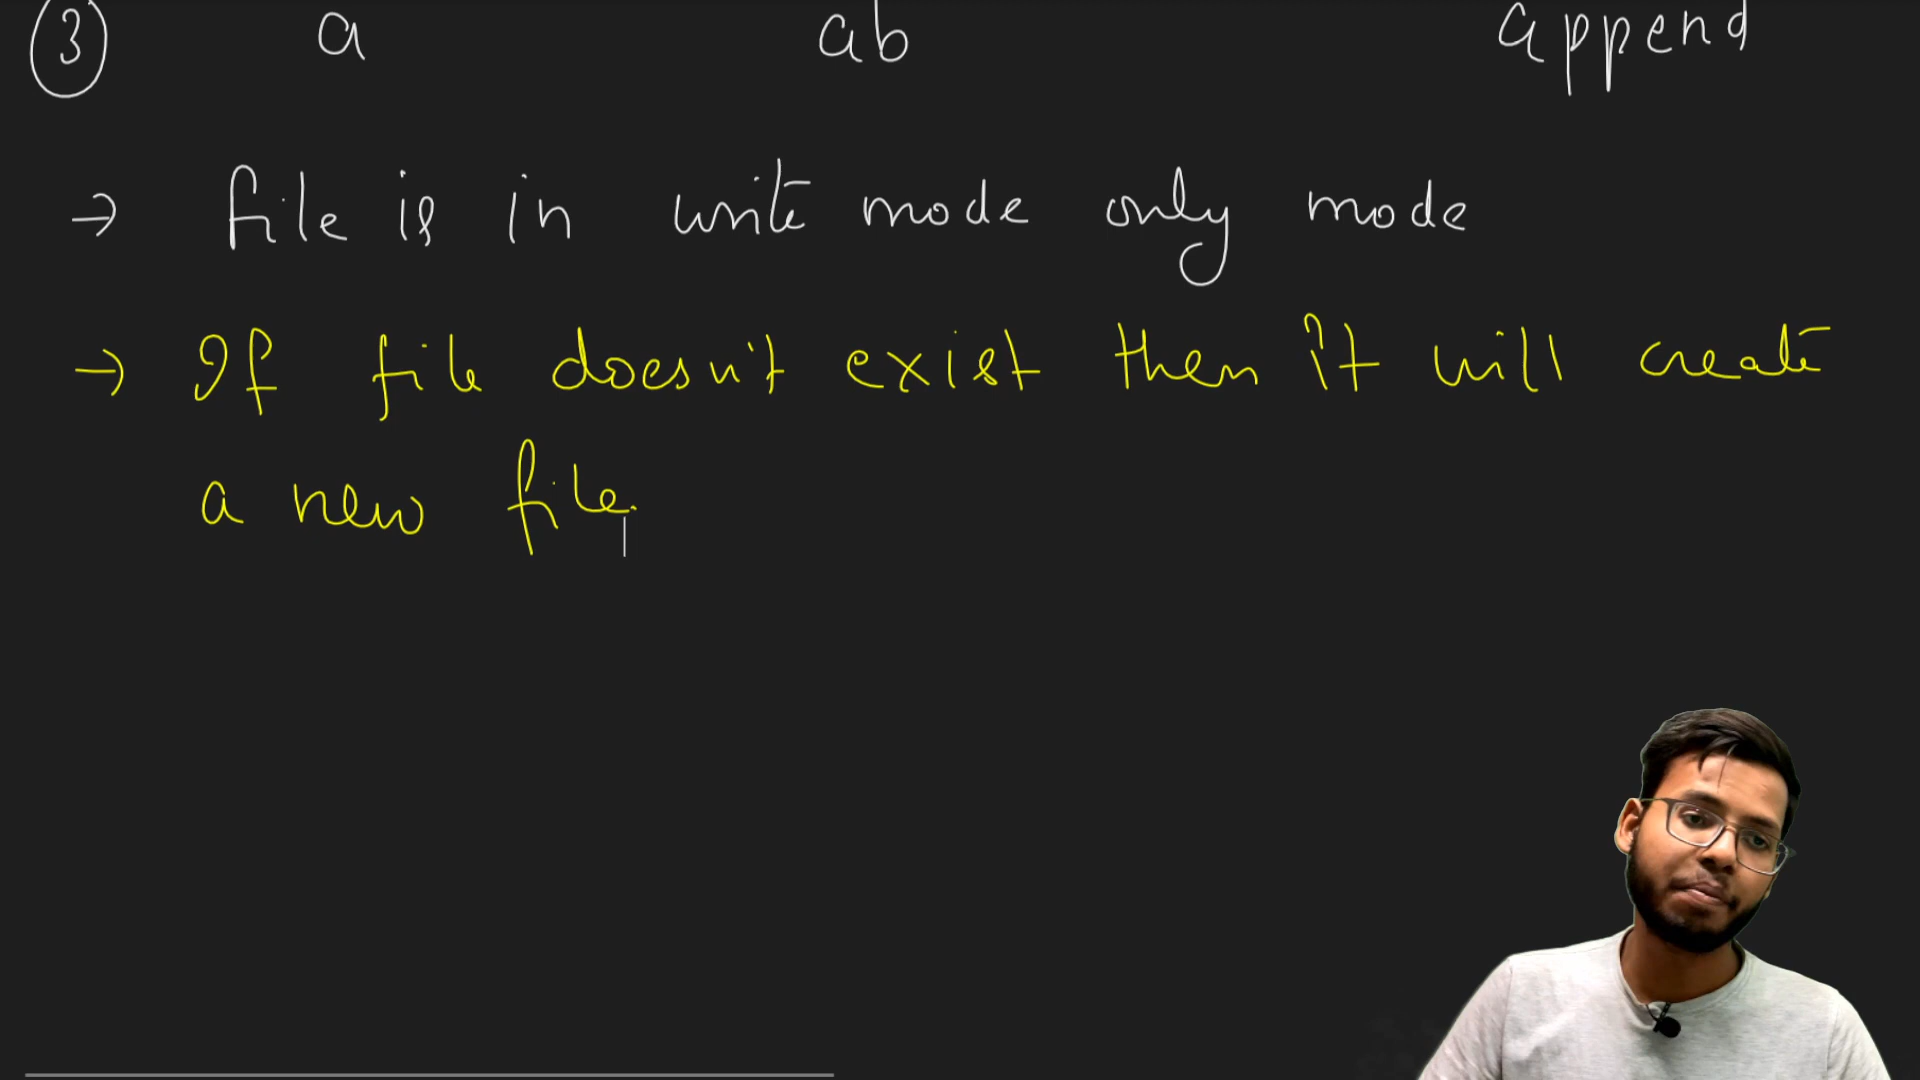 3 a ab append
→ file is in write mode only mode
→ If file doesn't exist then it will create
a new file.